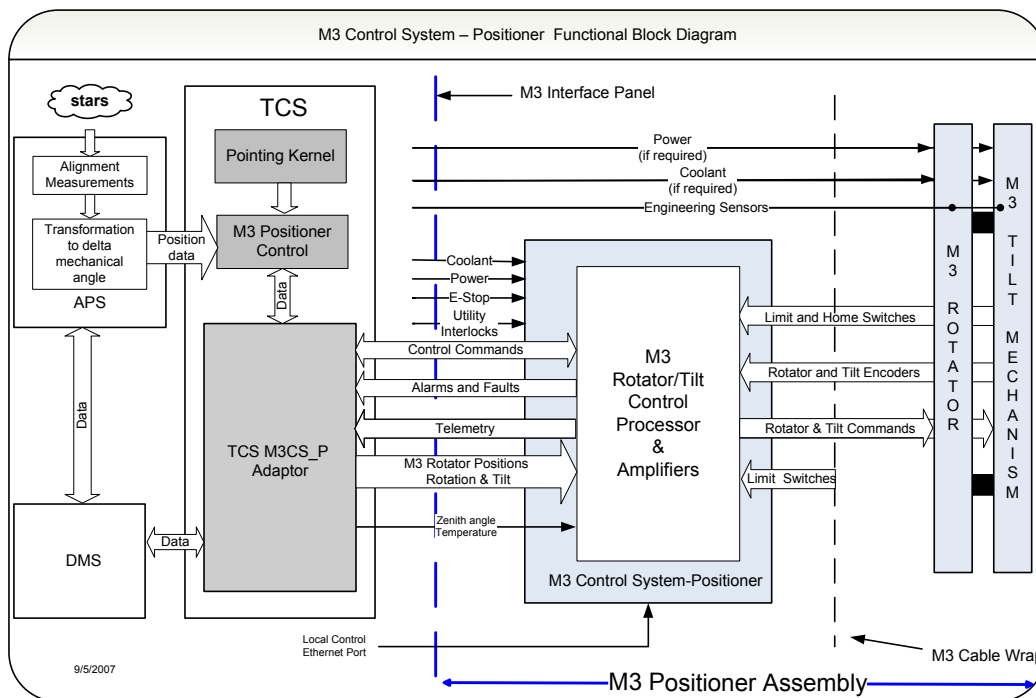 M3 Control System – Positioner Functional Block Diagram
stars
Alignment
Measurements
Transformation
to delta
mechanical
angle
APS
Data
DMS
Position
data
TCS
Pointing Kernel
M3 Positioner
Control
Data
TCS M3CS_P
Adaptor
Data
M3 Interface Panel
Power
(if required)
Coolant
(if required)
Engineering Sensors
Coolant
Power
E-Stop
Utility
Interlocks
Control Commands
Alarms and Faults
Telemetry
M3 Rotator Positions
Rotation & Tilt
Zenith angle
Temperature
M3
Rotator/Tilt
Control
Processor
&
Amplifiers
M3 Control System-Positioner
Limit and Home Switches
Rotator and Tilt Encoders
Rotator & Tilt Commands
Limit Switches
M3 ROTATOR
M3 TILT MECHANISM
Local Control
Ethernet Port
M3 Cable Wrap
9/5/2007
M3 Positioner Assembly